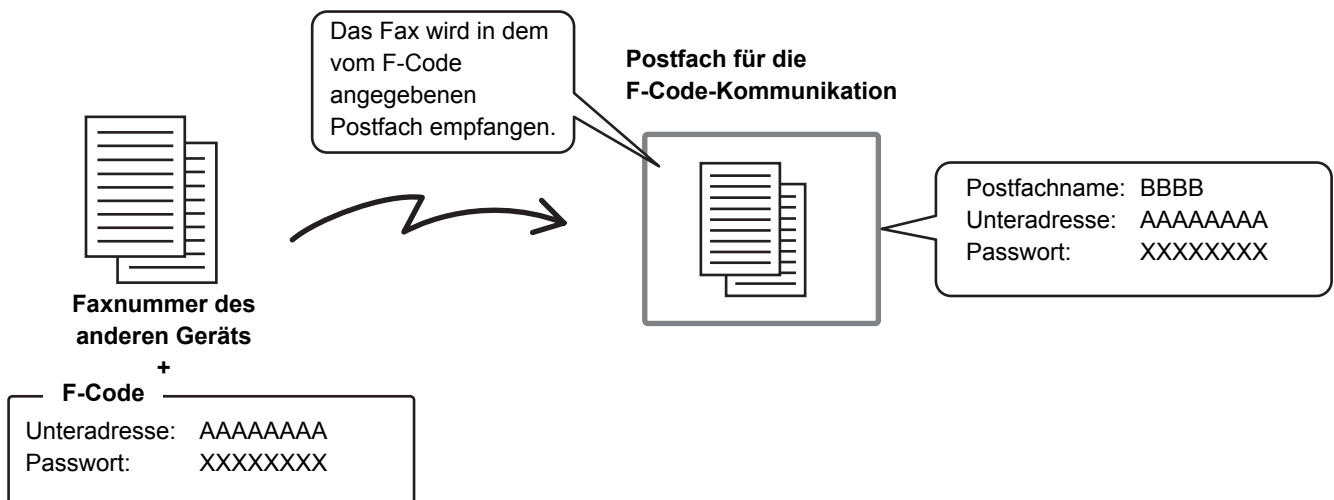 Das Fax wird in dem
vom F-Code
angegebenen
Postfach empfangen.
Postfach für die
F-Code-Kommunikation
Postfachname: BBBB
Unteradresse: AAAAAAAA
Passwort: XXXXXXXX
Faxnummer des
anderen Geräts
+
F-Code
Unteradresse: AAAAAAAA
Passwort: XXXXXXXX